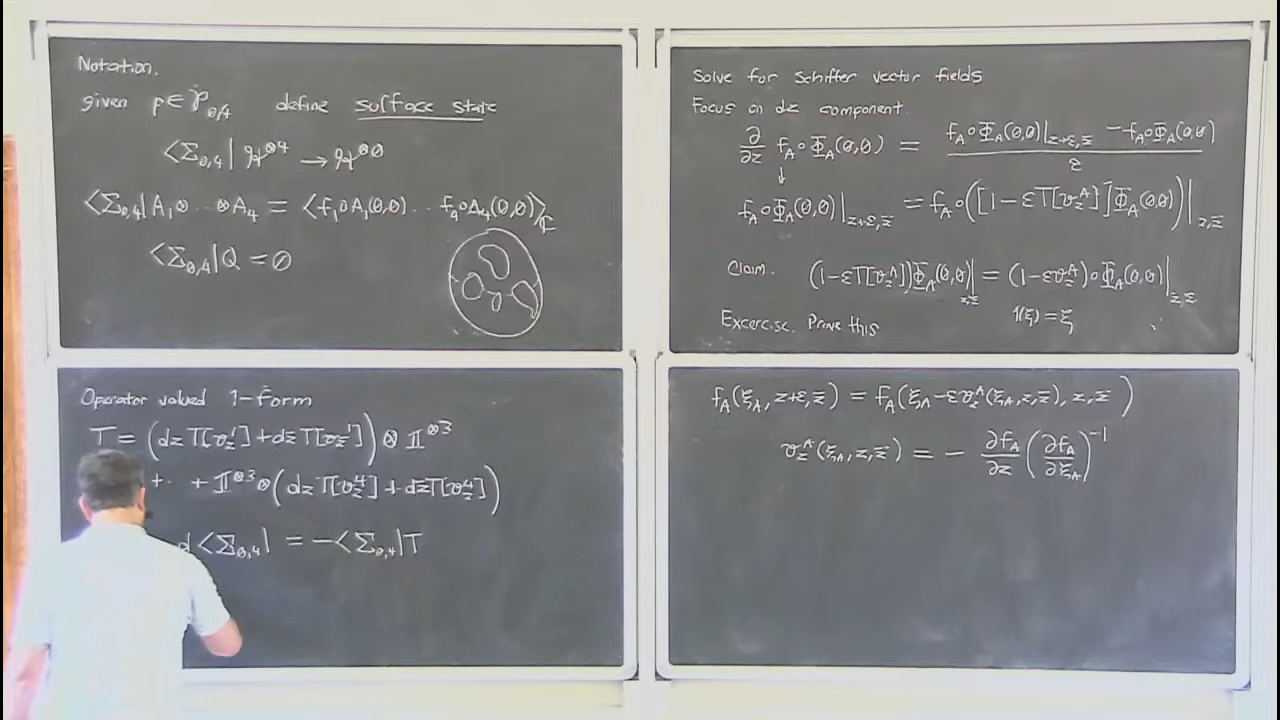 Notation.
given p ∈ P̂₀,₄ define surface state
⟨Σ₀,₄| ℋ^⊗4 → ℋ^⊗0
⟨Σ₀,₄| A₁⊗ … ⊗A₄ = ⟨f₁∘A₁(0,0) … f₄∘A₄(0,0)⟩_ℂ
⟨Σ₀,₄|Q = 0
Operator valued 1-form
T = (dz T[v_z^1] + dz̄ T[v_z̄^1]) ⊗ 𝕀^⊗3
+ · + 𝕀^⊗3 ⊗ (dz T[v_z^4] + dz̄ T[v_z̄^4])
d⟨Σ₀,₄| = -⟨Σ₀,₄|T
Solve for Schiffer vector fields
Focus on dz component.
∂/∂z f_A∘Φ_A(0,0) = (f_A∘Φ_A(0,0)|_{z+ε,z̄} - f_A∘Φ_A(0,0))/ε
↓
f_A∘Φ_A(0,0)|_{z+ε,z̄} = f_A∘([1-εT[v_z^A]]Φ_A(0,0))|_{z,z̄}
Claim. (1-εT[v_z^A])Φ_A(0,0)|_{z,z̄} = (1-εv_z^A)∘Φ_A(0,0)|_{z,z̄}
1(ξ) = ξ
Excercise. Prove this
f_A(ξ_A, z+ε, z̄) = f_A(ξ_A - εv_z^A(ξ_A, z, z̄), z, z̄)
v_z^A(ξ_A, z, z̄) = - ∂f_A/∂z (∂f_A/∂ξ_A)^-1